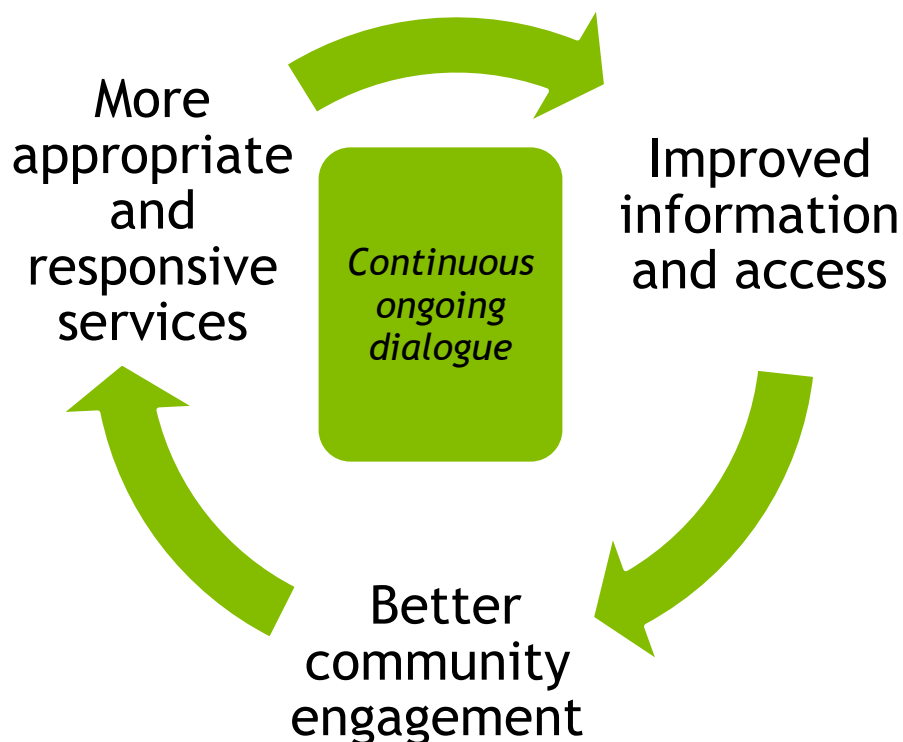 More
appropriate
and
responsive
services
Continuous
ongoing
dialogue
Improved
information
and access
Better
community
engagement